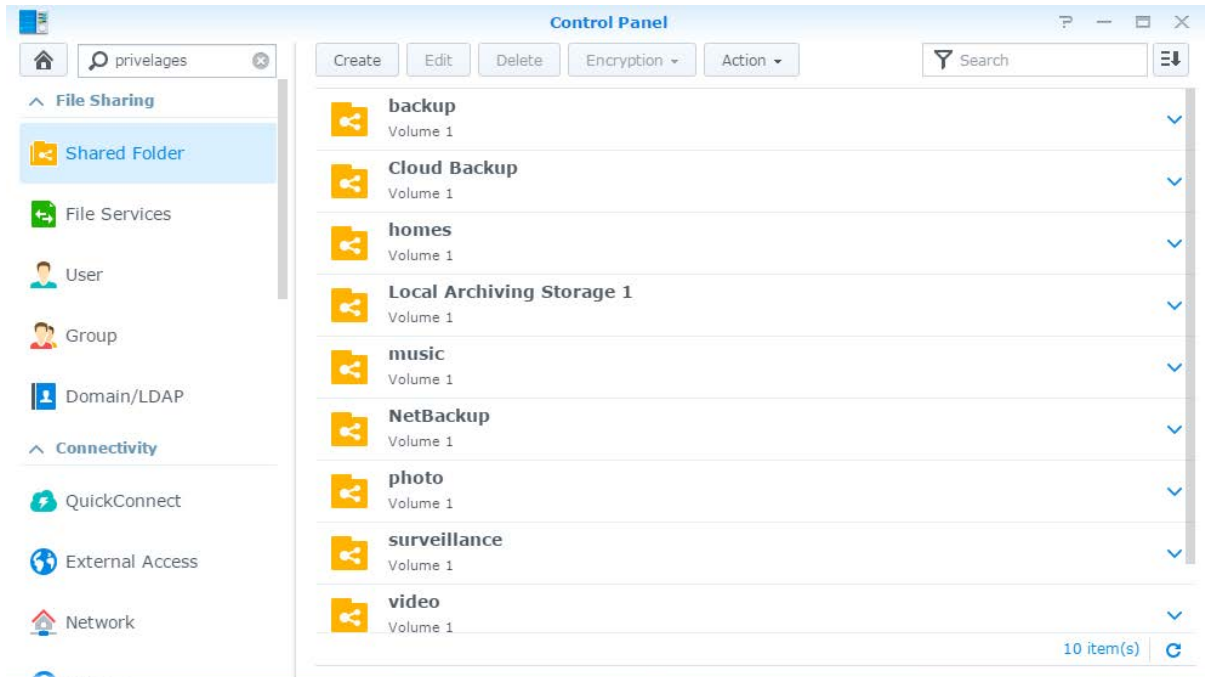 Control Panel
privelages
File Sharing
Shared Folder
File Services
User
Group
Domain/LDAP
Connectivity
QuickConnect
External Access
Network
Create Edit Delete Encryption Action Search
backup
Volume 1
Cloud Backup
Volume 1
homes
Volume 1
Local Archiving Storage 1
Volume 1
music
Volume 1
NetBackup
Volume 1
photo
Volume 1
surveillance
Volume 1
video
Volume 1
10 item(s)